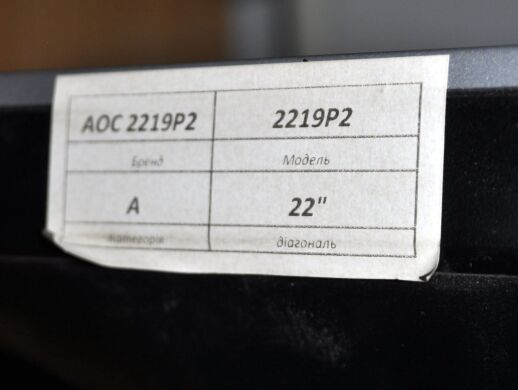 AOC 2219P2 2219P2
Бренд Модель
A 22"
Категорія діагональ